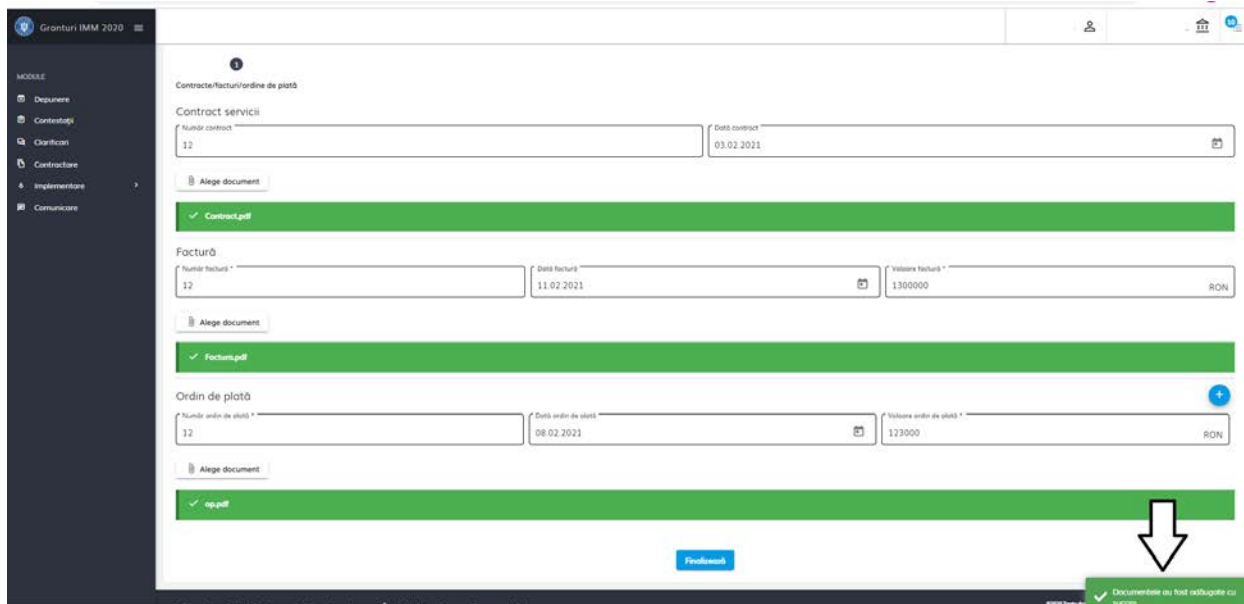 Granturi IMM 2020
10
MODULE
Depunere
Contestații
Clarificari
Contractare
Implementare
Comunicare
1
Contracte/facturi/ordine de plată
Contract servicii
Număr contract
12
Dată contract
03.02.2021
Alege document
Contract.pdf
Factură
Număr factură *
12
Dată factură
11.02.2021
Valoare factură *
1300000
RON
Alege document
Factura.pdf
Ordin de plată
+
Număr ordin de plată *
12
Dată ordin de plată
08.02.2021
Valoare ordin de plată *
123000
RON
Alege document
op.pdf
Finalizează
Documentele au fost adăugate cu
succes